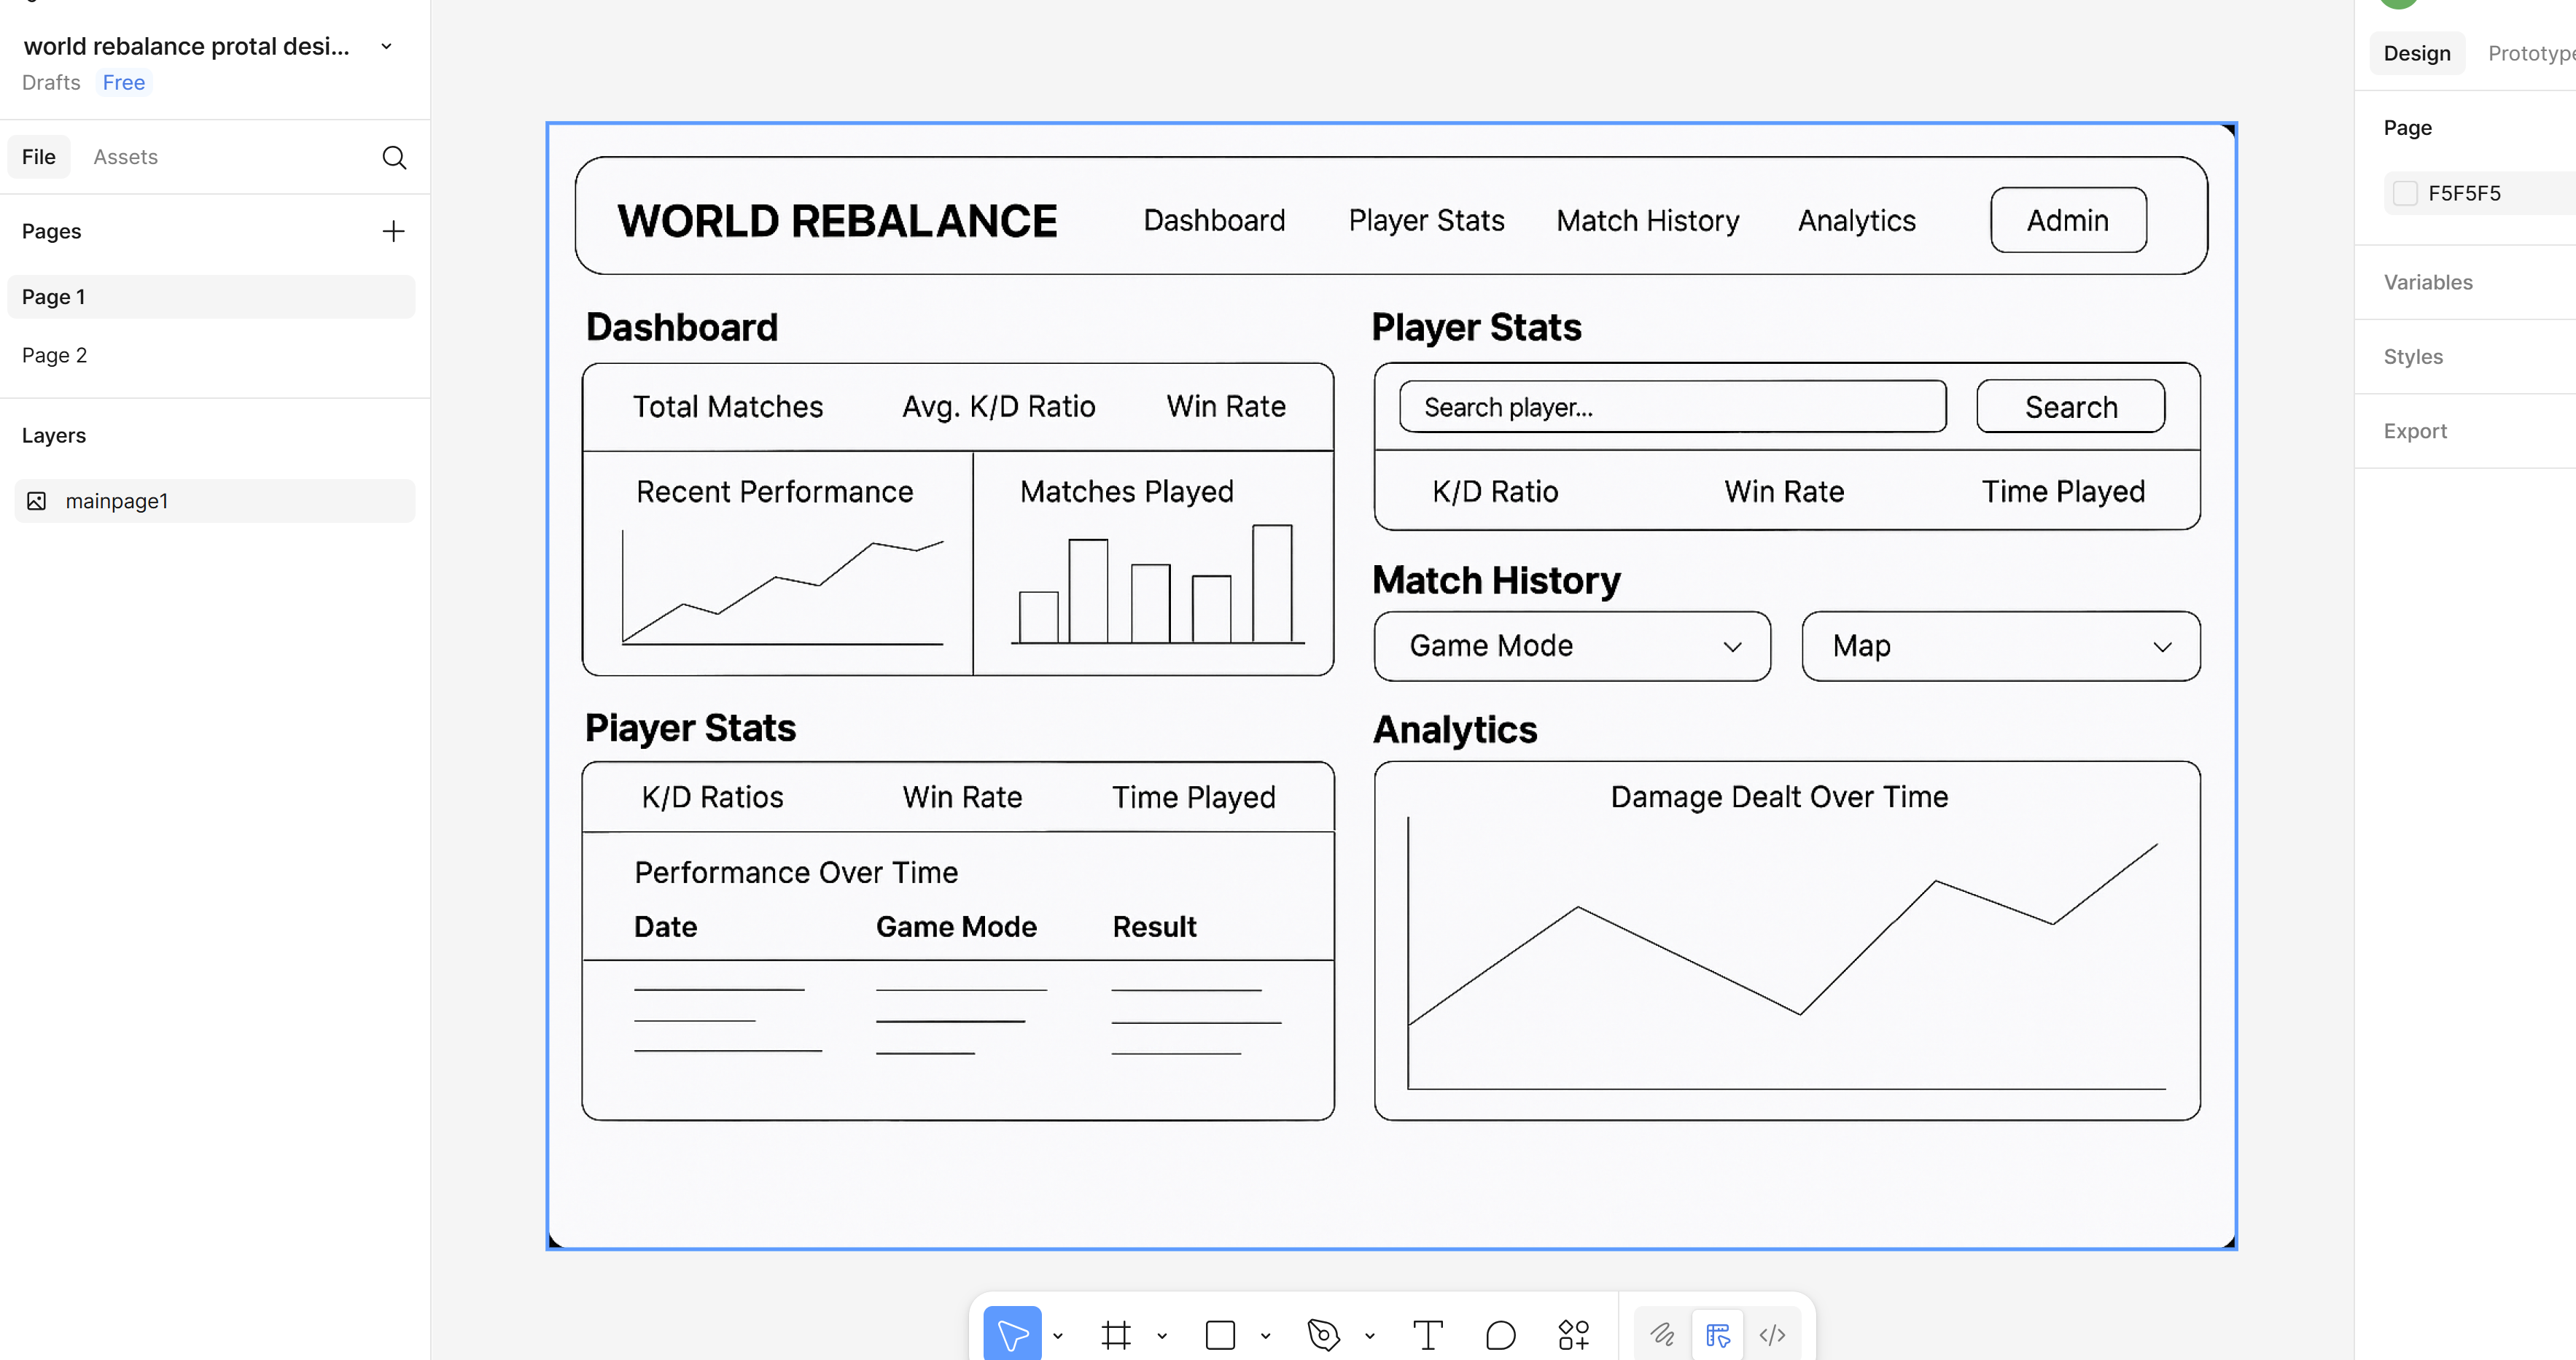 world rebalance protal desi...
Drafts Free
File Assets
Pages
Page 1
Page 2
Layers
mainpage1
WORLD REBALANCE Dashboard Player Stats Match History Analytics Admin
Dashboard
Total Matches Avg. K/D Ratio Win Rate
Recent Performance Matches Played
Piayer Stats
K/D Ratios Win Rate Time Played
Performance Over Time
Date Game Mode Result
Player Stats
Search player... Search
K/D Ratio Win Rate Time Played
Match History
Game Mode Map
Analytics
Damage Dealt Over Time
Design Prototype
Page
F5F5F5
Variables
Styles
Export